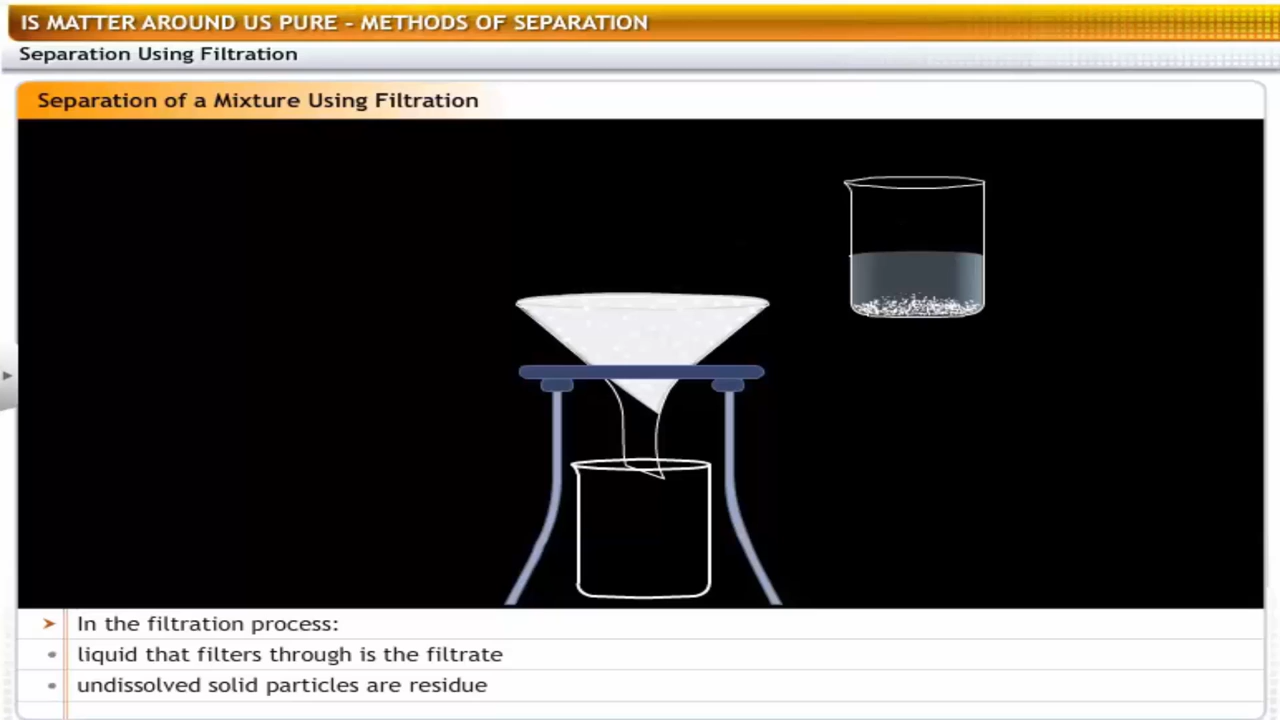 IS MATTER AROUND US PURE - METHODS OF SEPARATION
Separation Using Filtration
Separation of a Mixture Using Filtration
In the filtration process:
liquid that filters through is the filtrate
undissolved solid particles are residue